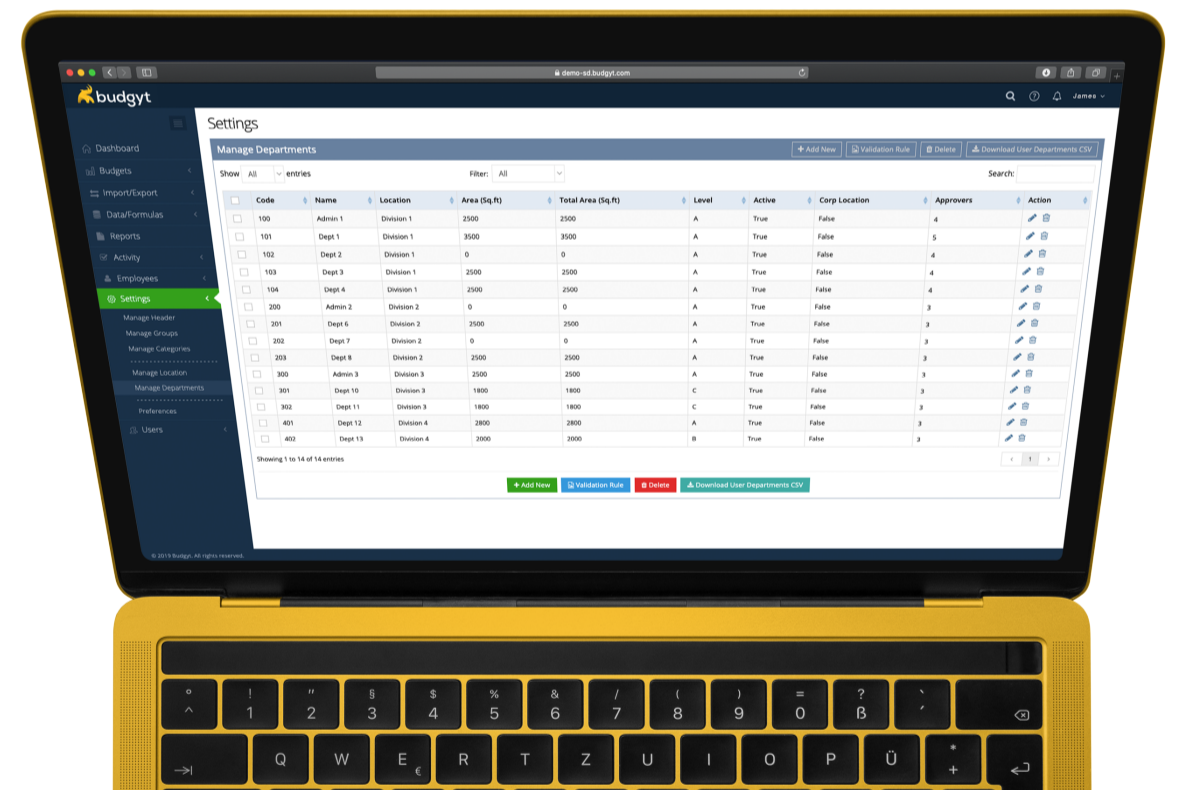 demo-sd.budgyt.com
budgyt
James
Settings
Dashboard
Budgets
Import/Export
Data/Formulas
Reports
Activity
Employees
Settings
Manage Header
Manage Groups
Manage Categories
Manage Location
Manage Departments
Preferences
Users
© 2019 Budgyt. All rights reserved.
Manage Departments + Add New Validation Rule Delete Download User Departments CSV
Show All entries Filter: All Search:
Code Name Location Area (Sq.ft) Total Area (Sq.ft) Level Active Corp Location Approvers Action
100 Admin 1 Division 1 2500 2500 A True False 4
101 Dept 1 Division 1 3500 3500 A True False 5
102 Dept 2 Division 1 0 0 A True False 4
103 Dept 3 Division 1 2500 2500 A True False 4
104 Dept 4 Division 1 2500 2500 A True False 4
200 Admin 2 Division 2 0 0 A True False 3
201 Dept 6 Division 2 2500 2500 A True False 3
202 Dept 7 Division 2 0 0 A True False 3
203 Dept 8 Division 2 2500 2500 A True False 3
300 Admin 3 Division 3 2500 2500 A True False 3
301 Dept 10 Division 3 1800 1800 C True False 3
302 Dept 11 Division 3 1800 1800 C True False 3
401 Dept 12 Division 4 2800 2800 A True False 3
402 Dept 13 Division 4 2000 2000 B True False 3
Showing 1 to 14 of 14 entries
‹ 1 ›
+ Add New Validation Rule Delete Download User Departments CSV
° ! " § $ % & / ( ) = ? `
^ 1 2 3 4 5 6 7 8 9 0 ß ´
Q W E € R T Z U I O P Ü * +